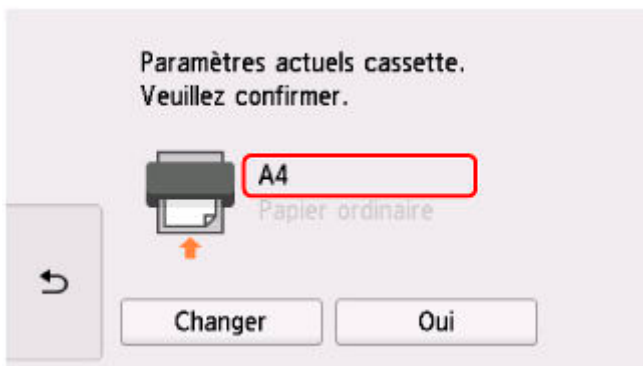 Paramètres actuels cassette.
Veuillez confirmer.
A4
Papier ordinaire
Changer
Oui